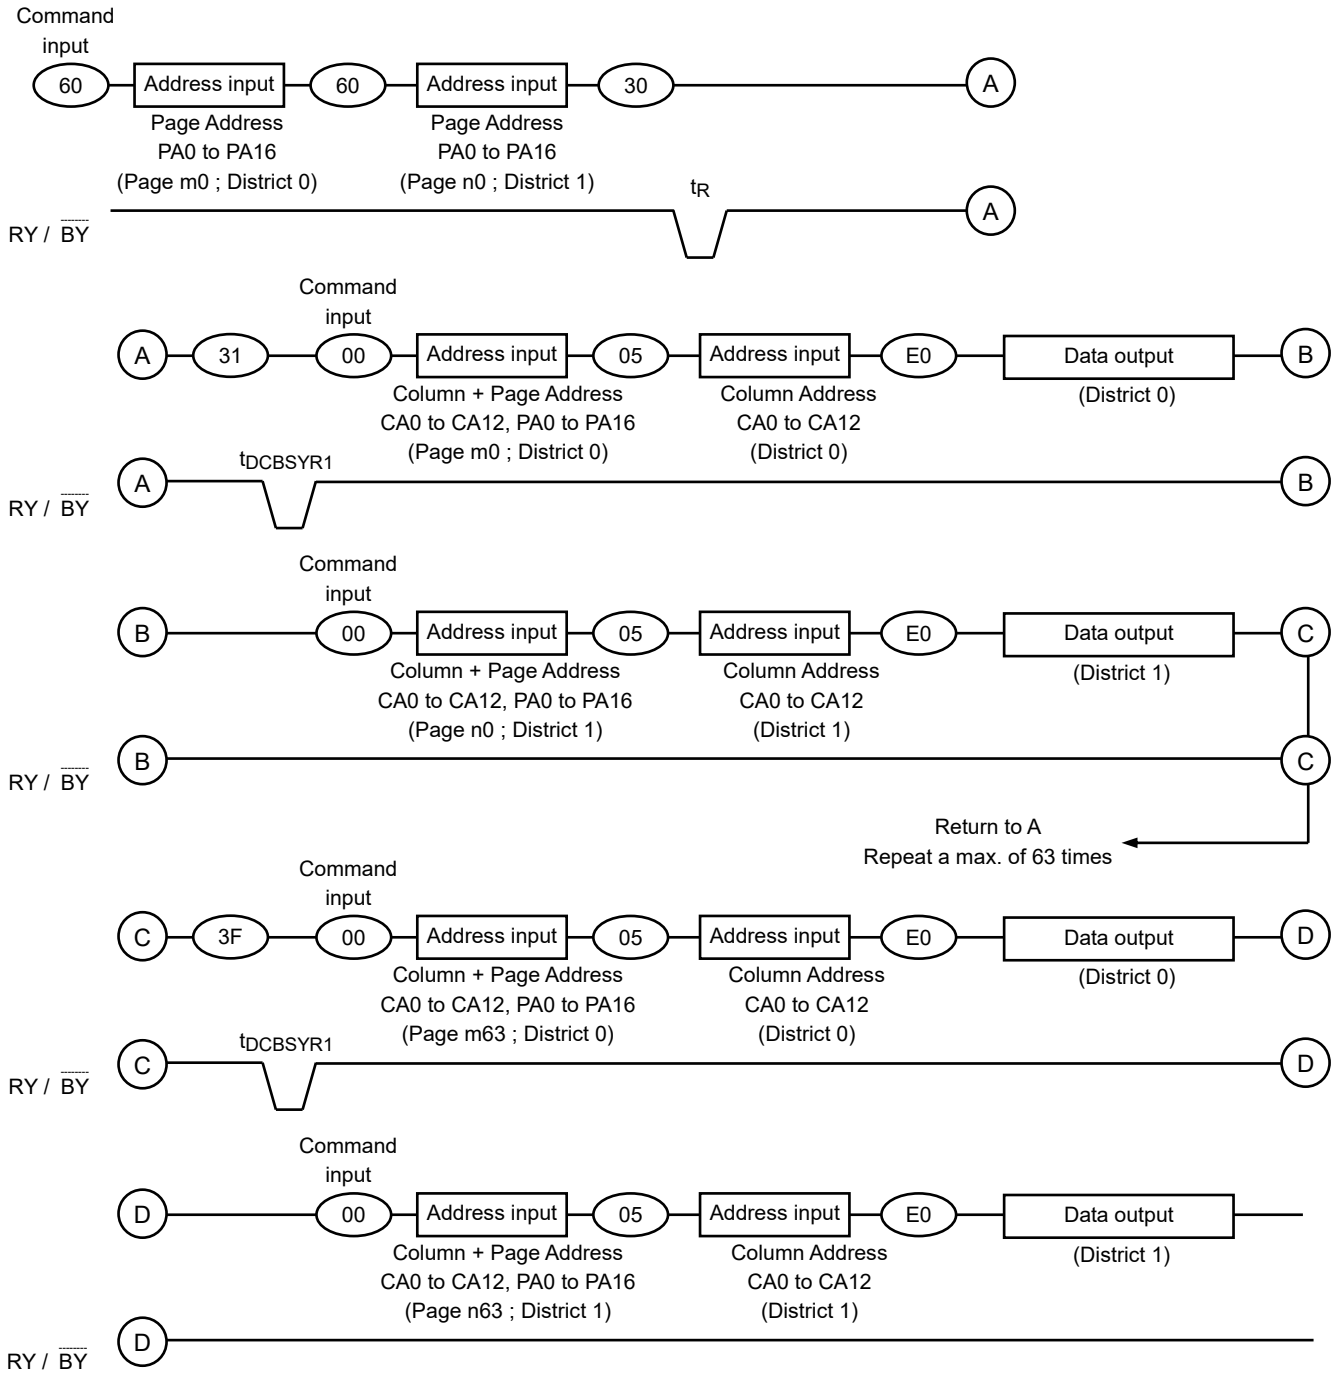 Command
input
60 Address input 60 Address input 30 A
Page Address Page Address
PA0 to PA16 PA0 to PA16
(Page m0 ; District 0) (Page n0 ; District 1)
tR
A
RY / BY
Command
input
A 31 00 Address input 05 Address input E0 Data output B
Column + Page Address Column Address (District 0)
CA0 to CA12, PA0 to PA16 CA0 to CA12
(Page m0 ; District 0) (District 0)
tDCBSYR1
A B
RY / BY
Command
input
B 00 Address input 05 Address input E0 Data output C
Column + Page Address Column Address (District 1)
CA0 to CA12, PA0 to PA16 CA0 to CA12
(Page n0 ; District 1) (District 1)
B C
RY / BY
Return to A
Repeat a max. of 63 times
Command
input
C 3F 00 Address input 05 Address input E0 Data output D
Column + Page Address Column Address (District 0)
CA0 to CA12, PA0 to PA16 CA0 to CA12
(Page m63 ; District 0) (District 0)
tDCBSYR1
C D
RY / BY
Command
input
D 00 Address input 05 Address input E0 Data output
Column + Page Address Column Address (District 1)
CA0 to CA12, PA0 to PA16 CA0 to CA12
(Page n63 ; District 1) (District 1)
D
RY / BY